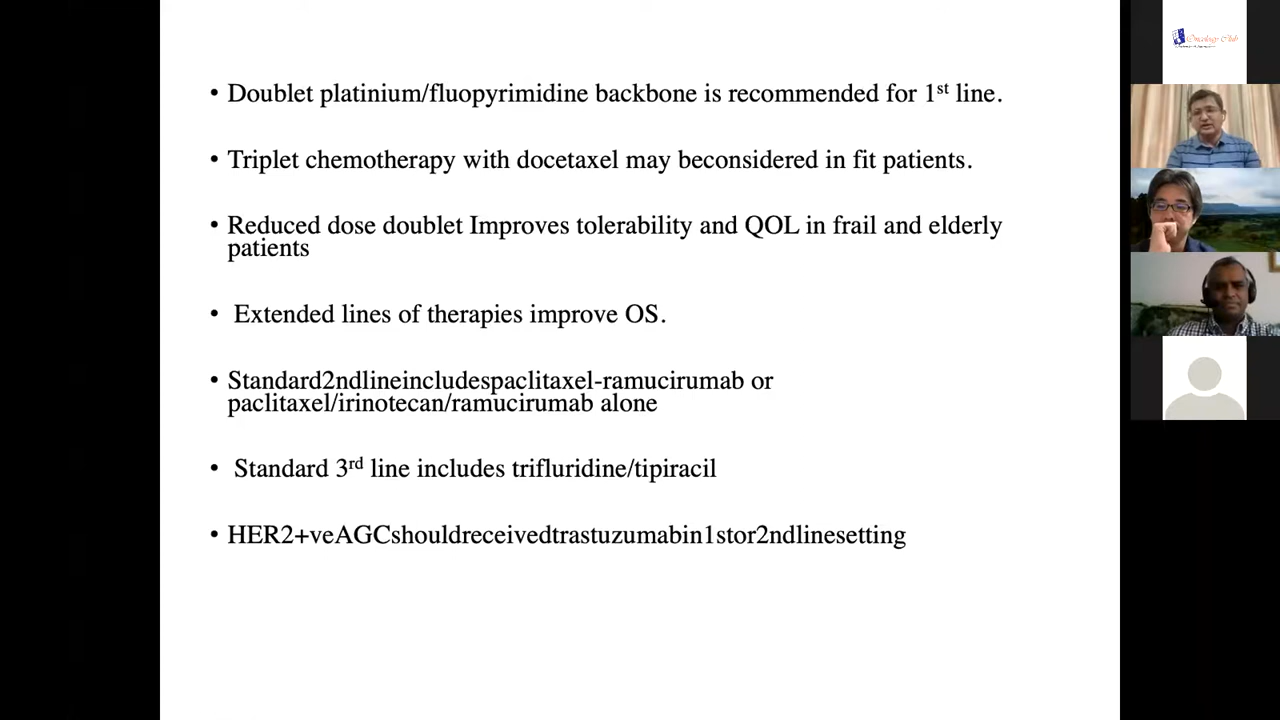 • Doublet platinium/fluopyrimidine backbone is recommended for 1st line.
• Triplet chemotherapy with docetaxel may beconsidered in fit patients.
• Reduced dose doublet Improves tolerability and QOL in frail and elderly
patients
• Extended lines of therapies improve OS.
• Standard2ndlineincludespaclitaxel-ramucirumab or
paclitaxel/irinotecan/ramucirumab alone
• Standard 3rd line includes trifluridine/tipiracil
• HER2+veAGCshouldreceivedtrastuzumabin1stor2ndlinesetting
Oncology Club